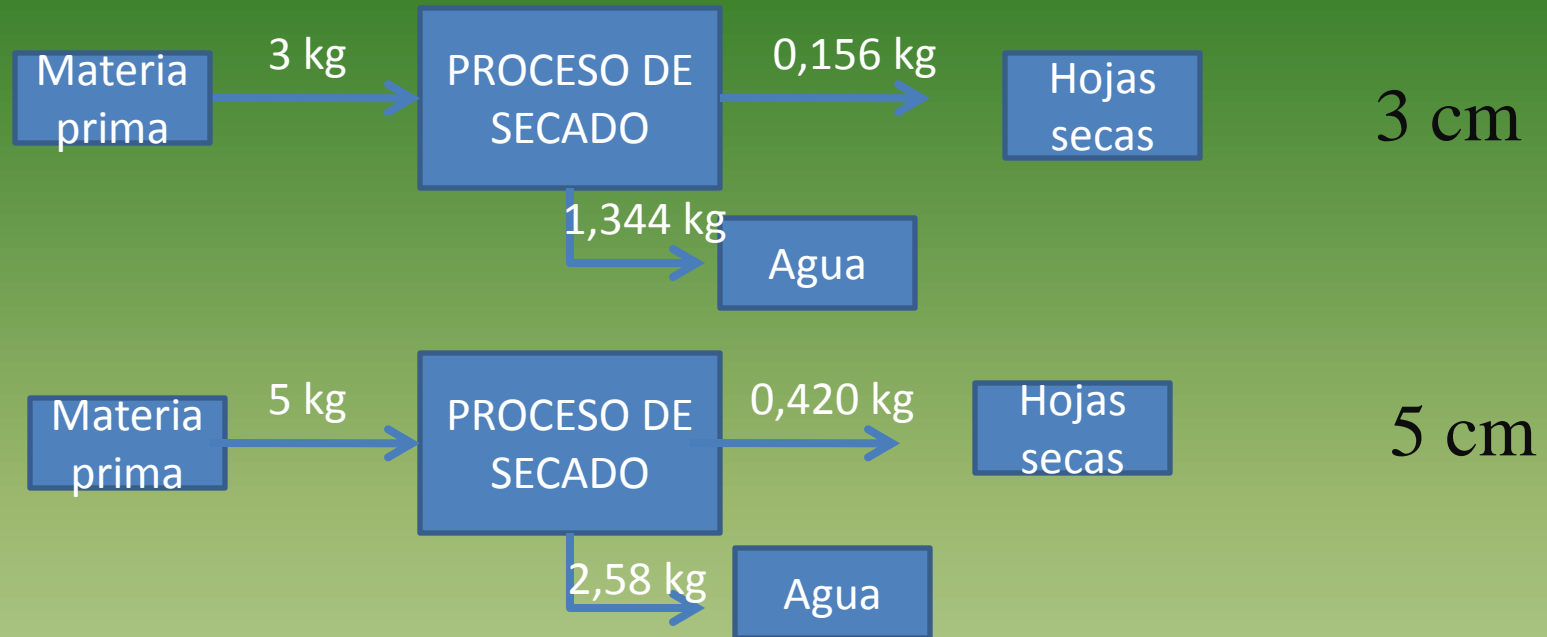 Materia
prima
3 kg
PROCESO DE
SECADO
0,156 kg
Hojas
secas
3 cm
1,344 kg
Agua
Materia
prima
5 kg
PROCESO DE
SECADO
0,420 kg
Hojas
secas
5 cm
2,58 kg
Agua